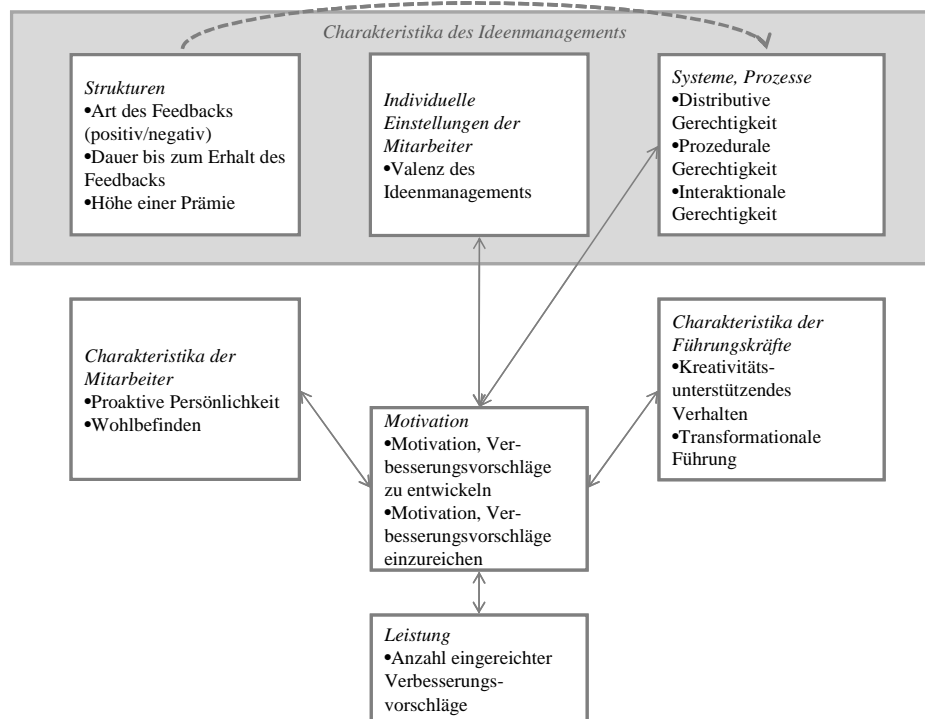 Charakteristika des Ideenmanagements
Strukturen
•Art des Feedbacks
(positiv/negativ)
•Dauer bis zum Erhalt des
Feedbacks
•Höhe einer Prämie
Individuelle
Einstellungen der
Mitarbeiter
•Valenz des
Ideenmanagements
Systeme, Prozesse
•Distributive
Gerechtigkeit
•Prozedurale
Gerechtigkeit
•Interaktionale
Gerechtigkeit
Charakteristika der
Mitarbeiter
•Proaktive Persönlichkeit
•Wohlbefinden
Charakteristika der
Führungskräfte
•Kreativitäts-
unterstützendes
Verhalten
•Transformationale
Führung
Motivation
•Motivation, Ver-
besserungsvorschläge
zu entwickeln
•Motivation, Ver-
besserungsvorschläge
einzureichen
Leistung
•Anzahl eingereichter
Verbesserungs-
vorschläge